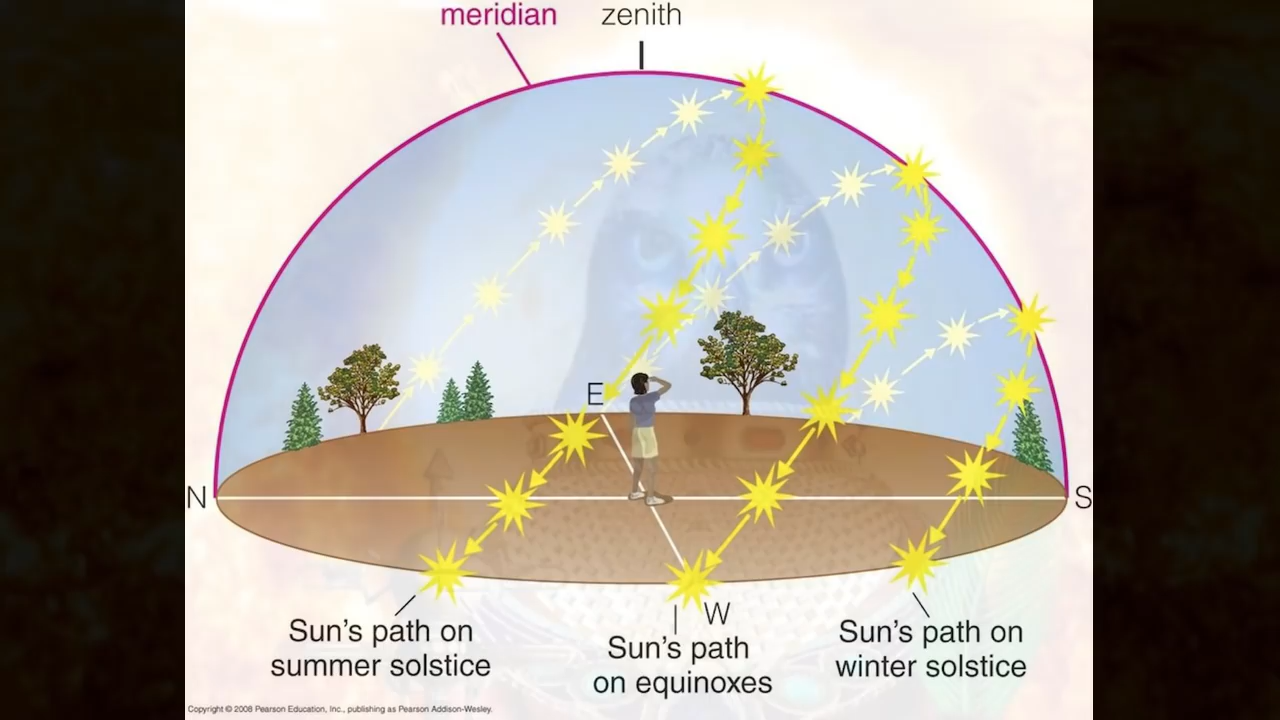 meridian zenith
E
N
S
W
Sun's path on
summer solstice
Sun's path
on equinoxes
Sun's path on
winter solstice
Copyright © 2008 Pearson Education, Inc., publishing as Pearson Addison-Wesley.